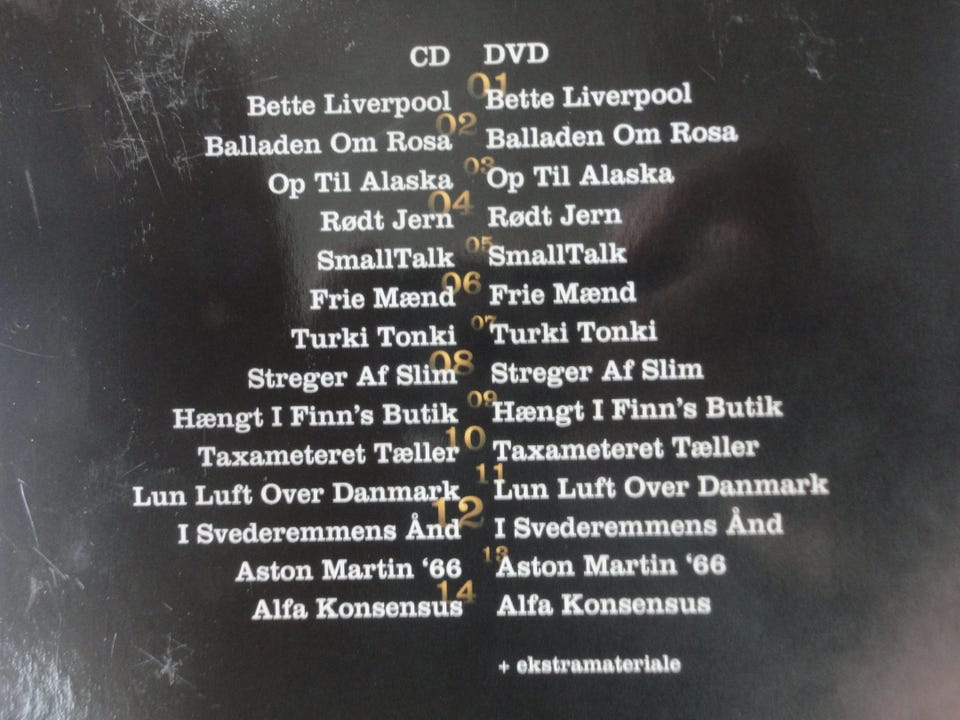 CD DVD
Bette Liverpool 01 Bette Liverpool
Balladen Om Rosa 02 Balladen Om Rosa
Op Til Alaska 03 Op Til Alaska
Rødt Jern 04 Rødt Jern
SmallTalk 05 SmallTalk
Frie Mænd 06 Frie Mænd
Turki Tonki 07 Turki Tonki
Streger Af Slim 08 Streger Af Slim
Hængt I Finn's Butik 09 Hængt I Finn's Butik
Taxameteret Tæller 10 Taxameteret Tæller
Lun Luft Over Danmark 11 Lun Luft Over Danmark
I Svederemmens Ånd 12 I Svederemmens Ånd
Aston Martin ‘66 13 Aston Martin ‘66
Alfa Konsensus 14 Alfa Konsensus
+ ekstramateriale